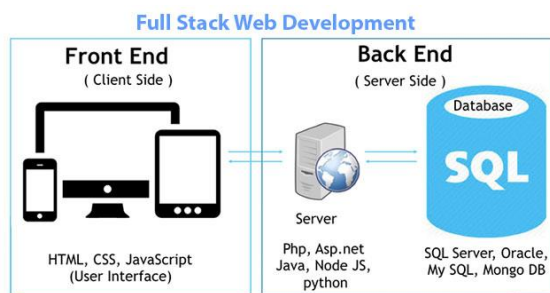 Full Stack Web Development
Front End
( Client Side )
HTML, CSS, JavaScript
(User Interface)
Back End
( Server Side )
Server
Php, Asp.net
Java, Node JS,
python
Database
SQL
SQL Server, Oracle,
My SQL, Mongo DB